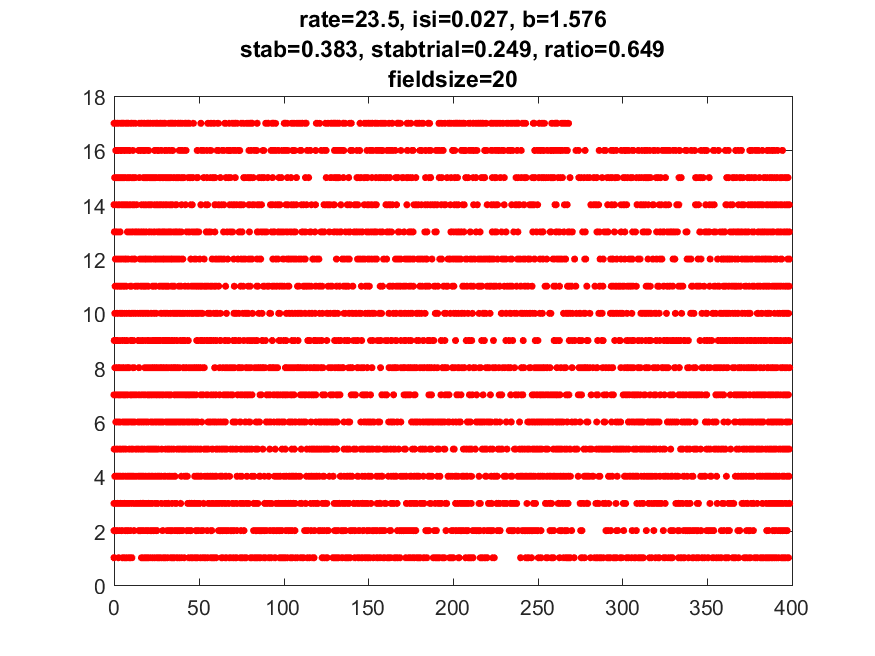 rate=23.5, isi=0.027, b=1.576
stab=0.383, stabtrial=0.249, ratio=0.649
fieldsize=20
18
16
14
12
10
8
6
4
2
0
0 50 100 150 200 250 300 350 400